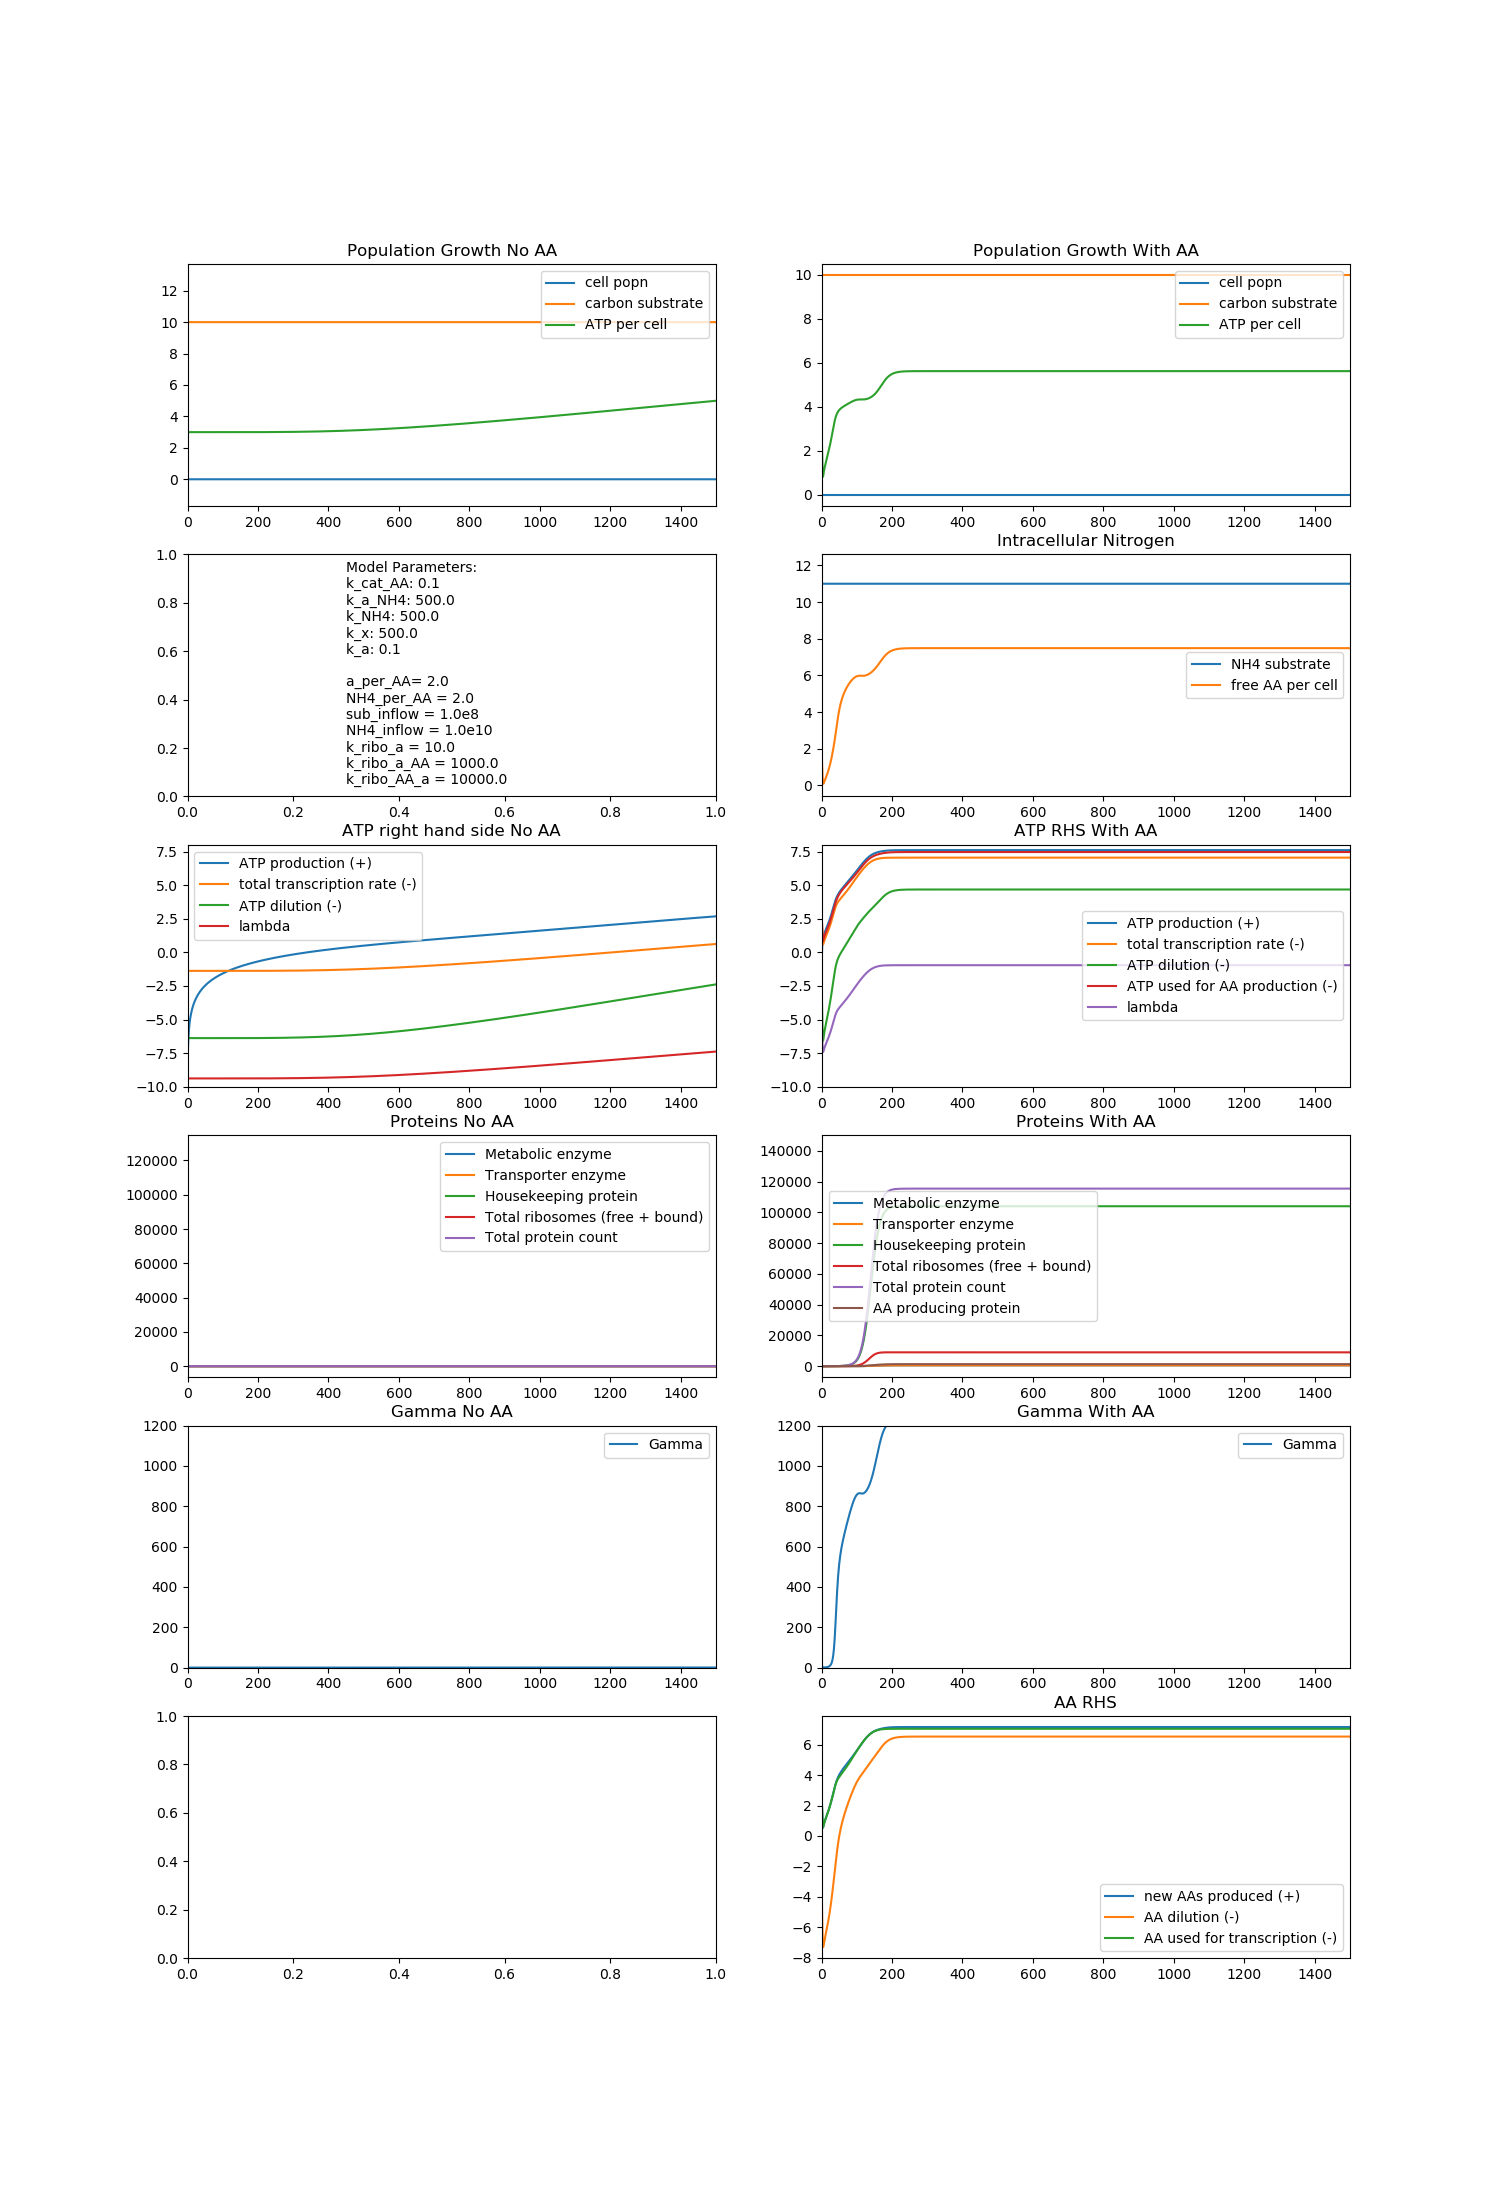 Population Growth No AA
12
10
8
6
4
2
0
0 200 400 600 800 1000 1200 1400
cell popn
carbon substrate
ATP per cell
Population Growth With AA
10
8
6
4
2
0
0 200 400 600 800 1000 1200 1400
cell popn
carbon substrate
ATP per cell
1.0
0.8
0.6
0.4
0.2
0.0
0.0 0.2 0.4 0.6 0.8 1.0
Model Parameters:
k_cat_AA: 0.1
k_a_NH4: 500.0
k_NH4: 500.0
k_x: 500.0
k_a: 0.1
a_per_AA= 2.0
NH4_per_AA = 2.0
sub_inflow = 1.0e8
NH4_inflow = 1.0e10
k_ribo_a = 10.0
k_ribo_a_AA = 1000.0
k_ribo_AA_a = 10000.0
Intracellular Nitrogen
12
10
8
6
4
2
0
0 200 400 600 800 1000 1200 1400
NH4 substrate
free AA per cell
ATP right hand side No AA
7.5
5.0
2.5
0.0
−2.5
−5.0
−7.5
−10.0
0 200 400 600 800 1000 1200 1400
ATP production (+)
total transcription rate (-)
ATP dilution (-)
lambda
ATP RHS With AA
7.5
5.0
2.5
0.0
−2.5
−5.0
−7.5
−10.0
0 200 400 600 800 1000 1200 1400
ATP production (+)
total transcription rate (-)
ATP dilution (-)
ATP used for AA production (-)
lambda
Proteins No AA
120000
100000
80000
60000
40000
20000
0
0 200 400 600 800 1000 1200 1400
Metabolic enzyme
Transporter enzyme
Housekeeping protein
Total ribosomes (free + bound)
Total protein count
Proteins With AA
140000
120000
100000
80000
60000
40000
20000
0
0 200 400 600 800 1000 1200 1400
Metabolic enzyme
Transporter enzyme
Housekeeping protein
Total ribosomes (free + bound)
Total protein count
AA producing protein
Gamma No AA
1200
1000
800
600
400
200
0
0 200 400 600 800 1000 1200 1400
Gamma
Gamma With AA
1200
1000
800
600
400
200
0
0 200 400 600 800 1000 1200 1400
Gamma
1.0
0.8
0.6
0.4
0.2
0.0
0.0 0.2 0.4 0.6 0.8 1.0
AA RHS
6
4
2
0
−2
−4
−6
−8
0 200 400 600 800 1000 1200 1400
new AAs produced (+)
AA dilution (-)
AA used for transcription (-)